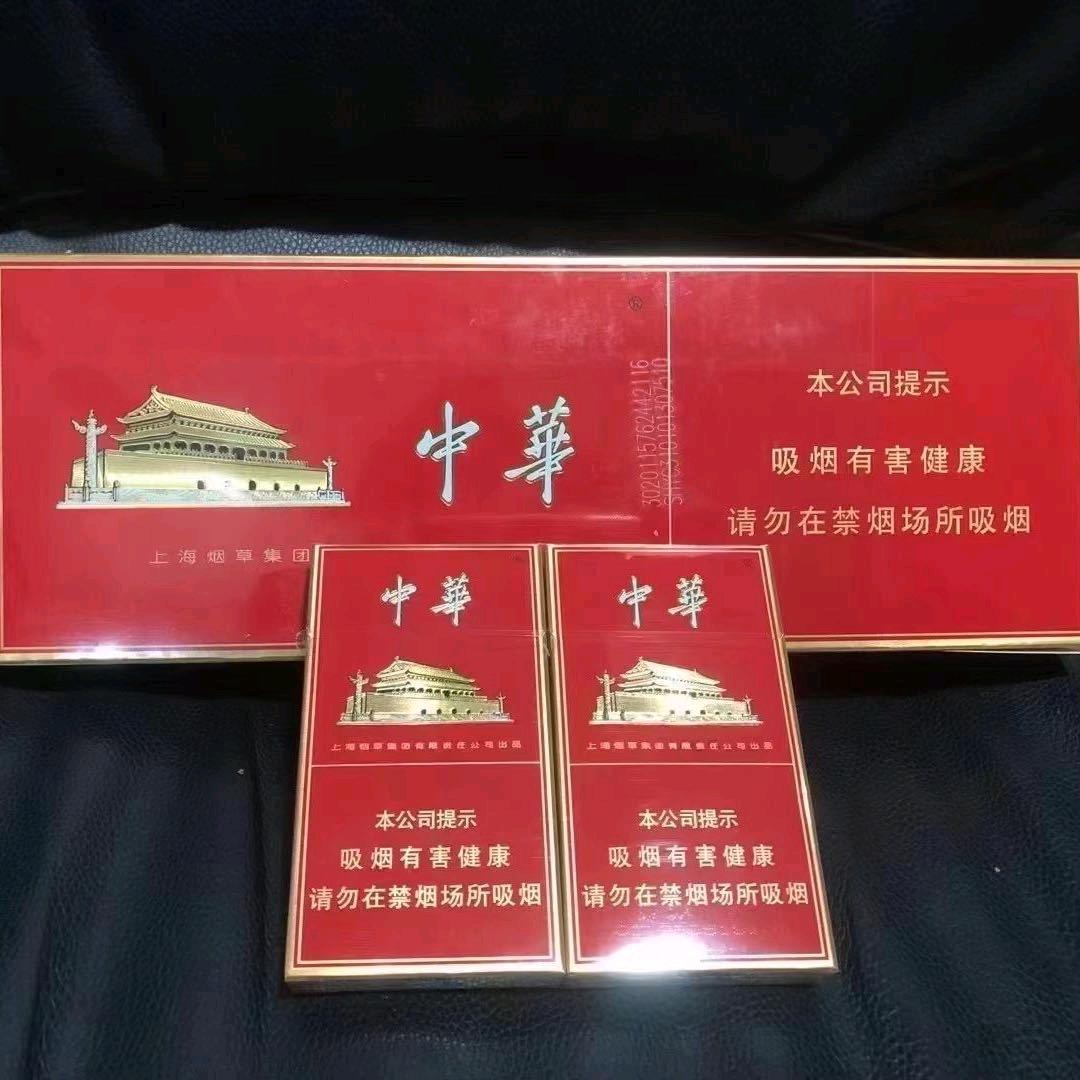 ®
中華
上海烟草集团
3020115762442116
本公司提示
吸烟有害健康
请勿在禁烟场所吸烟
中華
上海烟草集团有限责任公司出品
本公司提示
吸烟有害健康
请勿在禁烟场所吸烟
中華
上海烟草集团有限责任公司出品
本公司提示
吸烟有害健康
请勿在禁烟场所吸烟